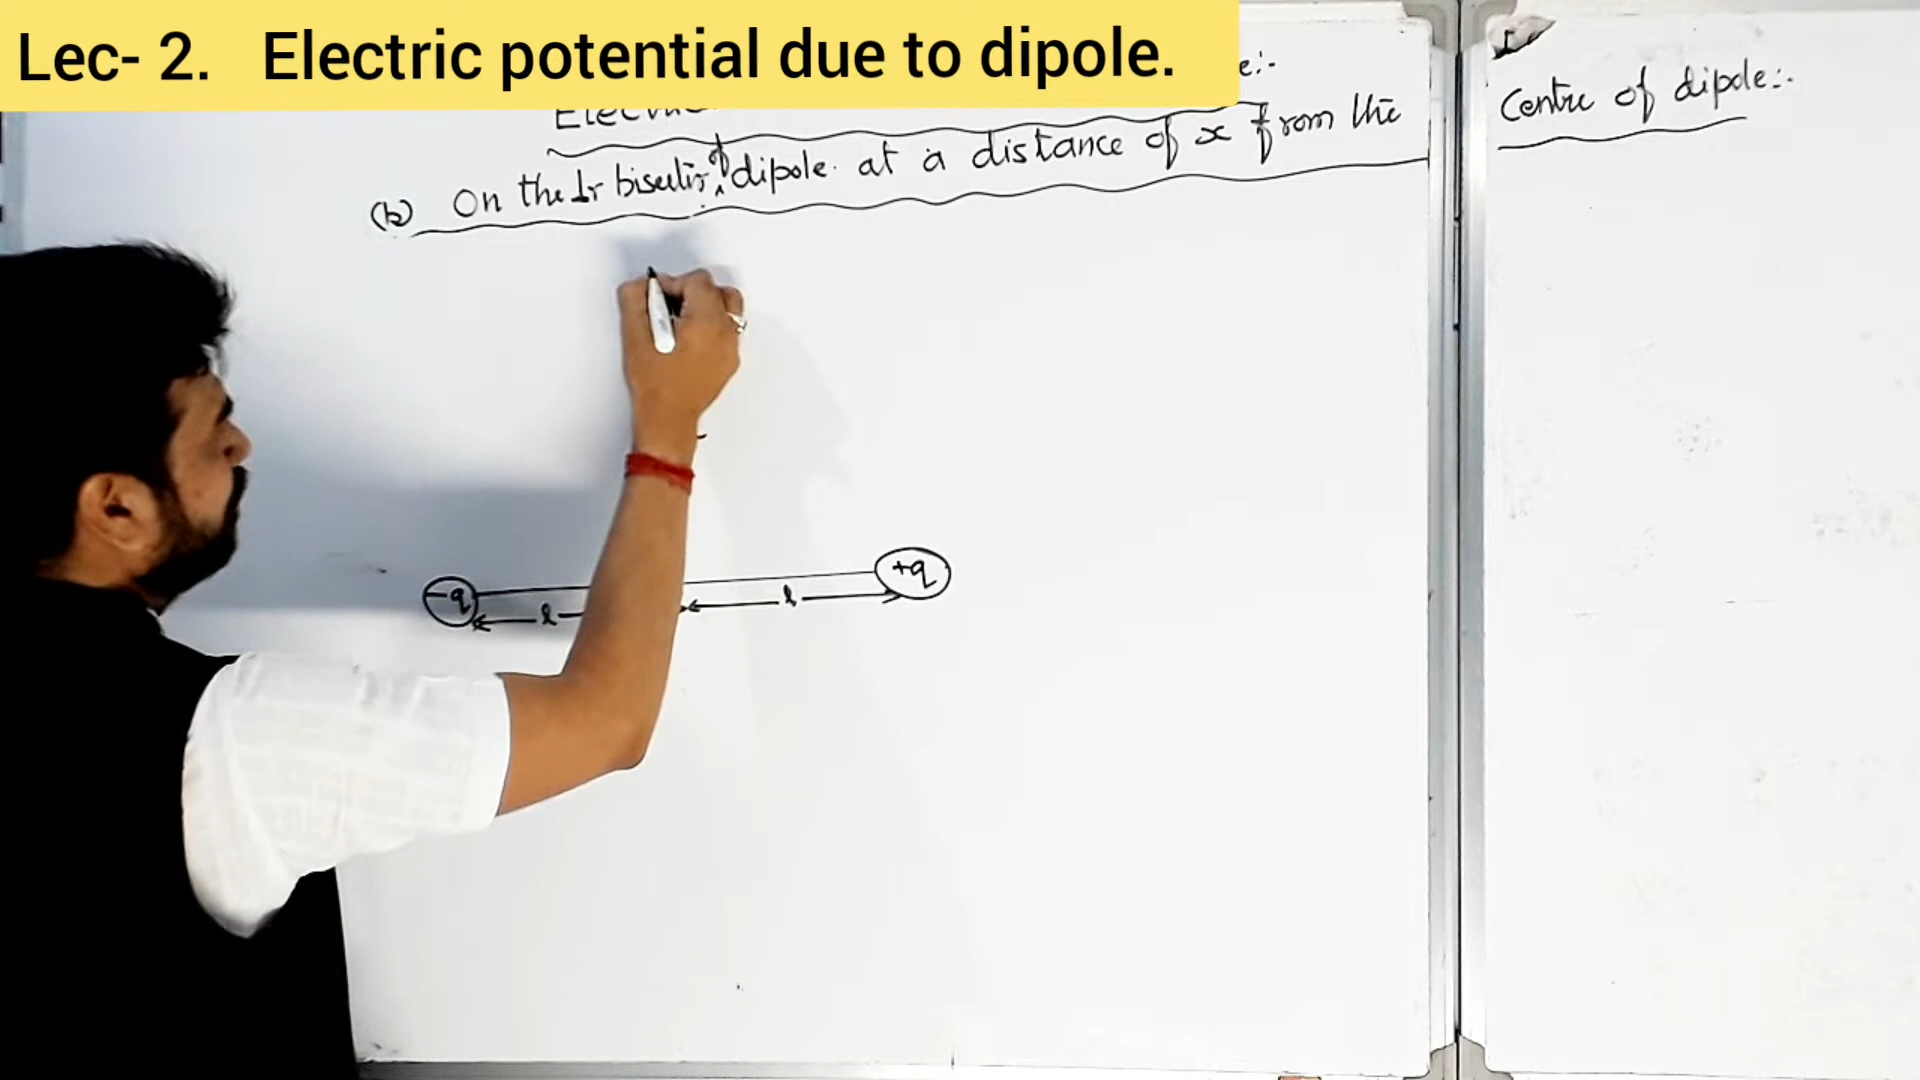 Lec- 2. Electric potential due to dipole.
e:-
(b) On the ⊥r bisector of dipole at a distance of x from the
Centre of dipole:-
-q +q
l l